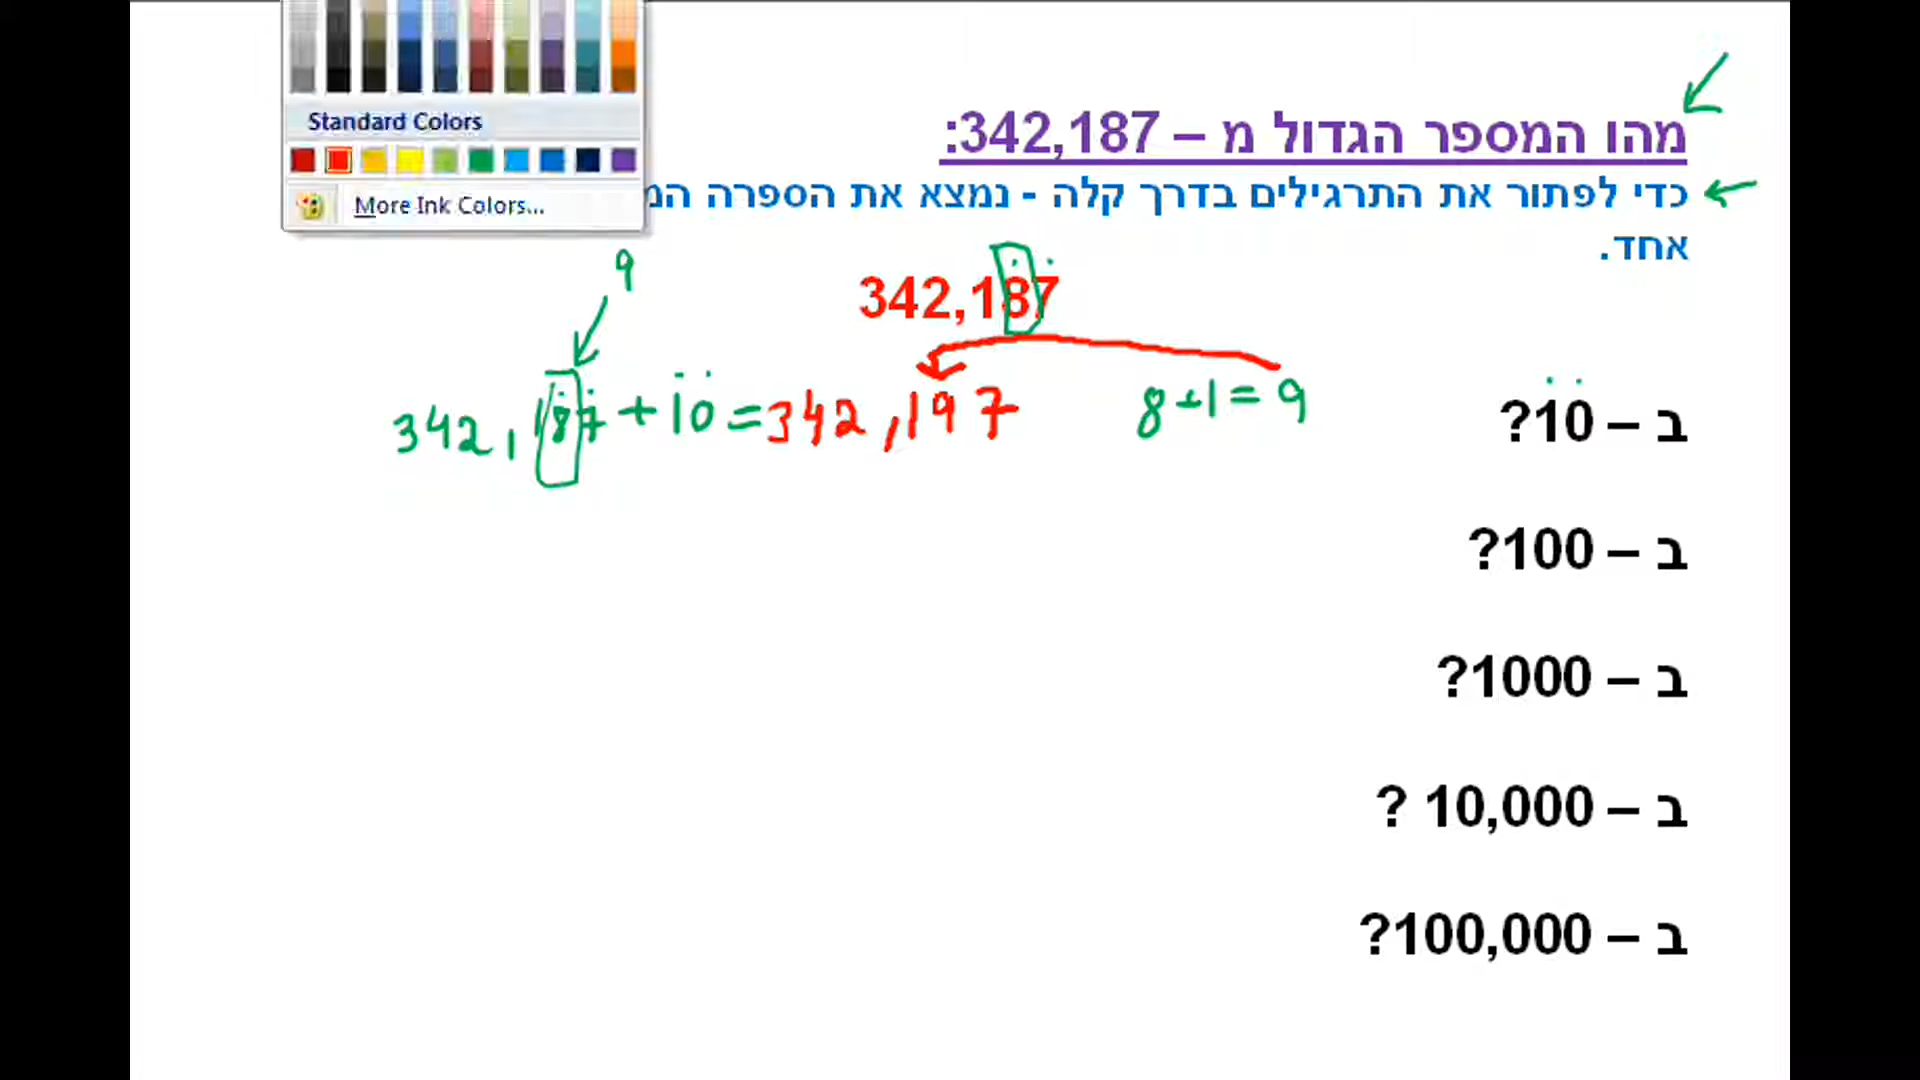 Standard Colors
More Ink Colors...
מהו המספר הגדול מ – 342,187:
כדי לפתור את התרגילים בדרך קלה - נמצא את הספרה
אחד.
9
342,187
342,187 + 10 = 342,197
8+1=9
ב – 10?
ב – 100?
ב – 1000?
ב – 10,000 ?
ב – 100,000?